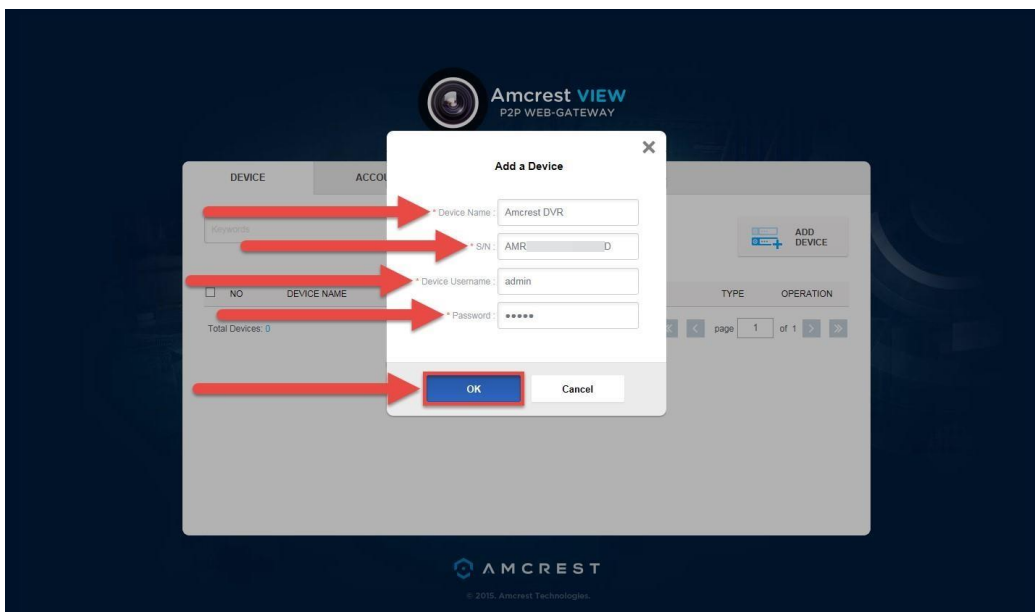 Amcrest VIEW
P2P WEB-GATEWAY
Add a Device
DEVICE
* Device Name : Amcrest DVR
Keywords
* S/N : AMR D
ADD
DEVICE
* Device Username : admin
NO DEVICE NAME TYPE OPERATION
* Password : •••••
Total Devices: 0
page 1 of 1
OK Cancel
AMCREST
© 2015. Amcrest Technologies.